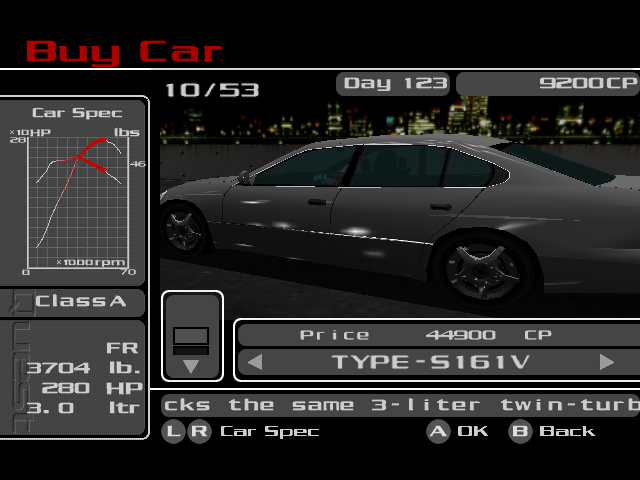 Buy Car
10/53
Day 123
9200CP
Car Spec
×10HP
lbs
28
46
×1000rpm
0
70
ClassA
FR
3704 lb.
280 HP
3.0 ltr
Price 44900 CP
TYPE-S161V
cks the same 3-liter twin-turb
L R Car Spec
A OK
B Back